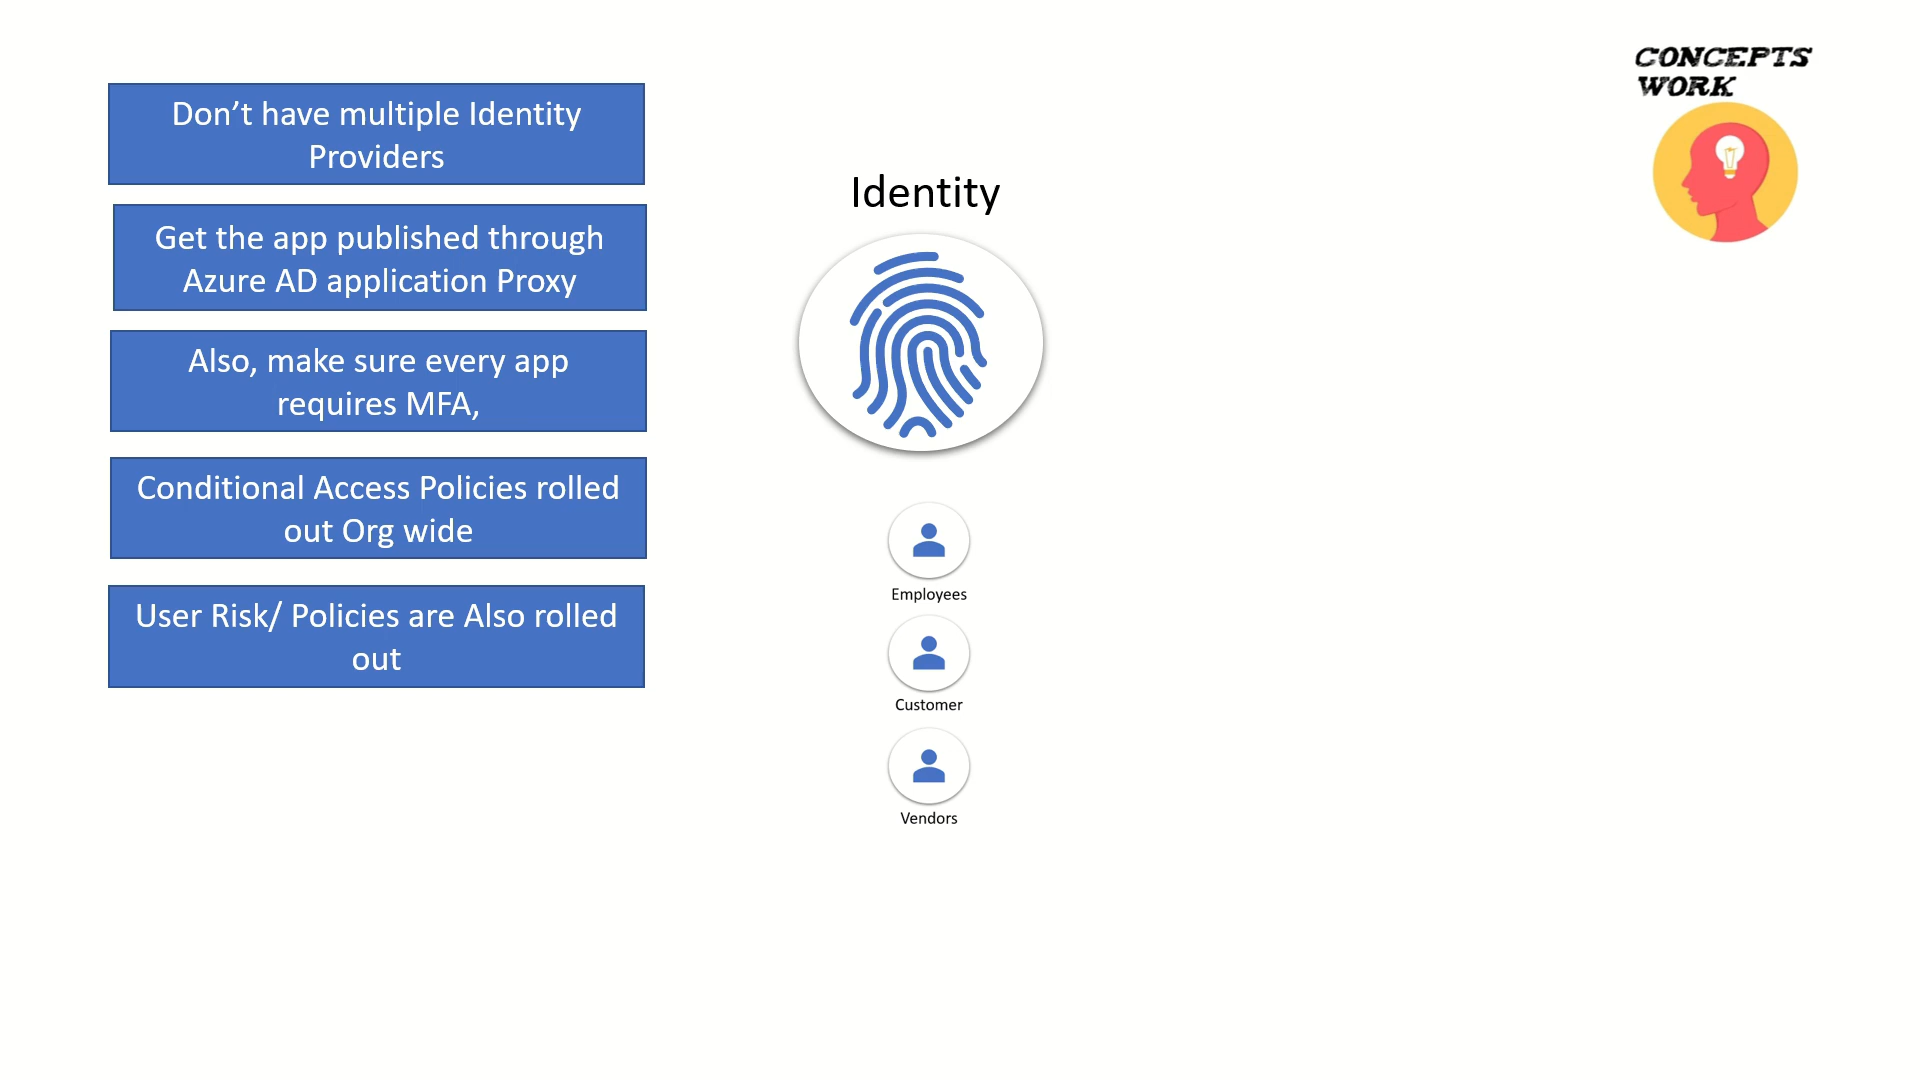 CONCEPTS
WORK
Don’t have multiple Identity
Providers
Get the app published through
Azure AD application Proxy
Also, make sure every app
requires MFA,
Conditional Access Policies rolled
out Org wide
User Risk/ Policies are Also rolled
out
Identity
Employees
Customer
Vendors